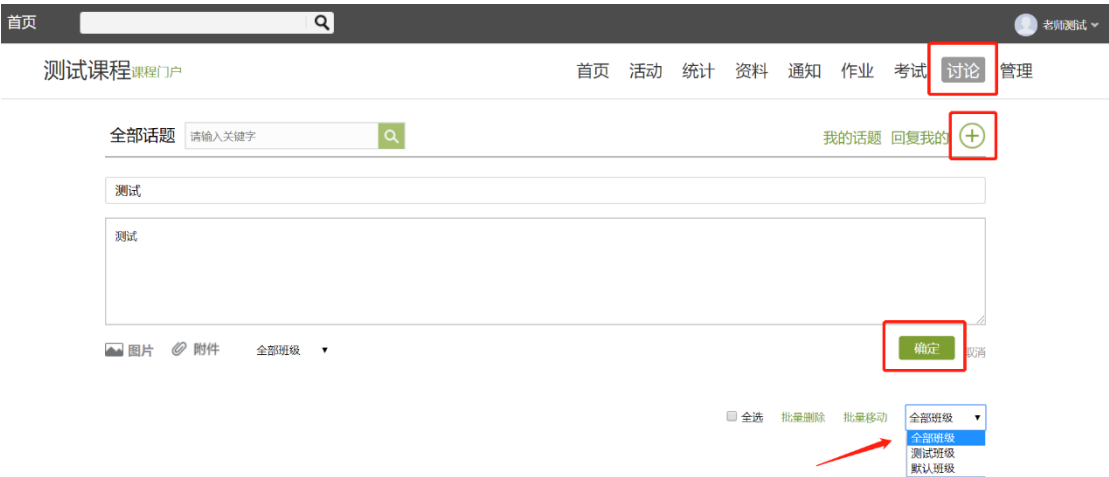 首页 老师测试
测试课程课程门户 首页 活动 统计 资料 通知 作业 考试 讨论 管理
全部话题 请输入关键字 我的话题 回复我的
测试
测试
图片 附件 全部班级 确定 取消
全选 批量删除 批量移动 全部班级
全部班级
测试班级
默认班级